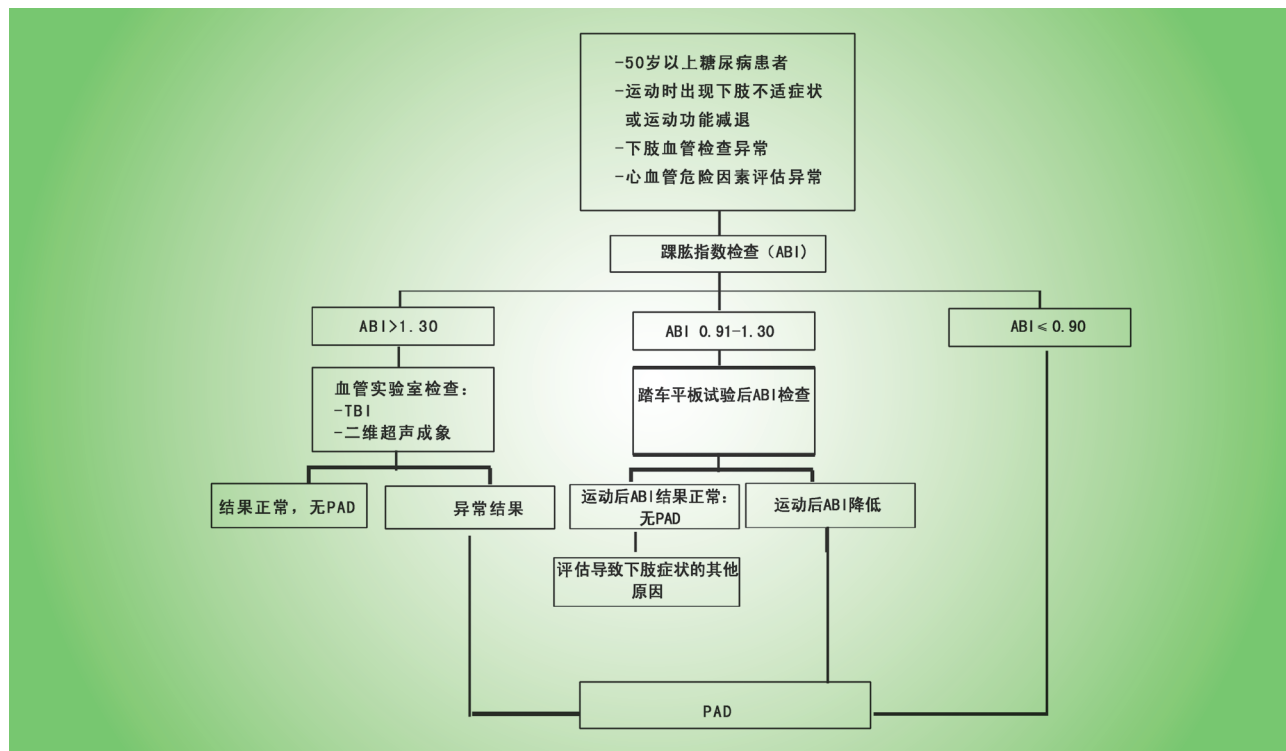 -50岁以上糖尿病患者
-运动时出现下肢不适症状
或运动功能减退
-下肢血管检查异常
-心血管危险因素评估异常
踝肱指数检查（ABI）
ABI>1.30
ABI 0.91-1.30
ABI≤0.90
血管实验室检查：
-TBI
-二维超声成象
踏车平板试验后ABI检查
结果正常，无PAD
异常结果
运动后ABI结果正常：
无PAD
运动后ABI降低
评估导致下肢症状的其他
原因
PAD